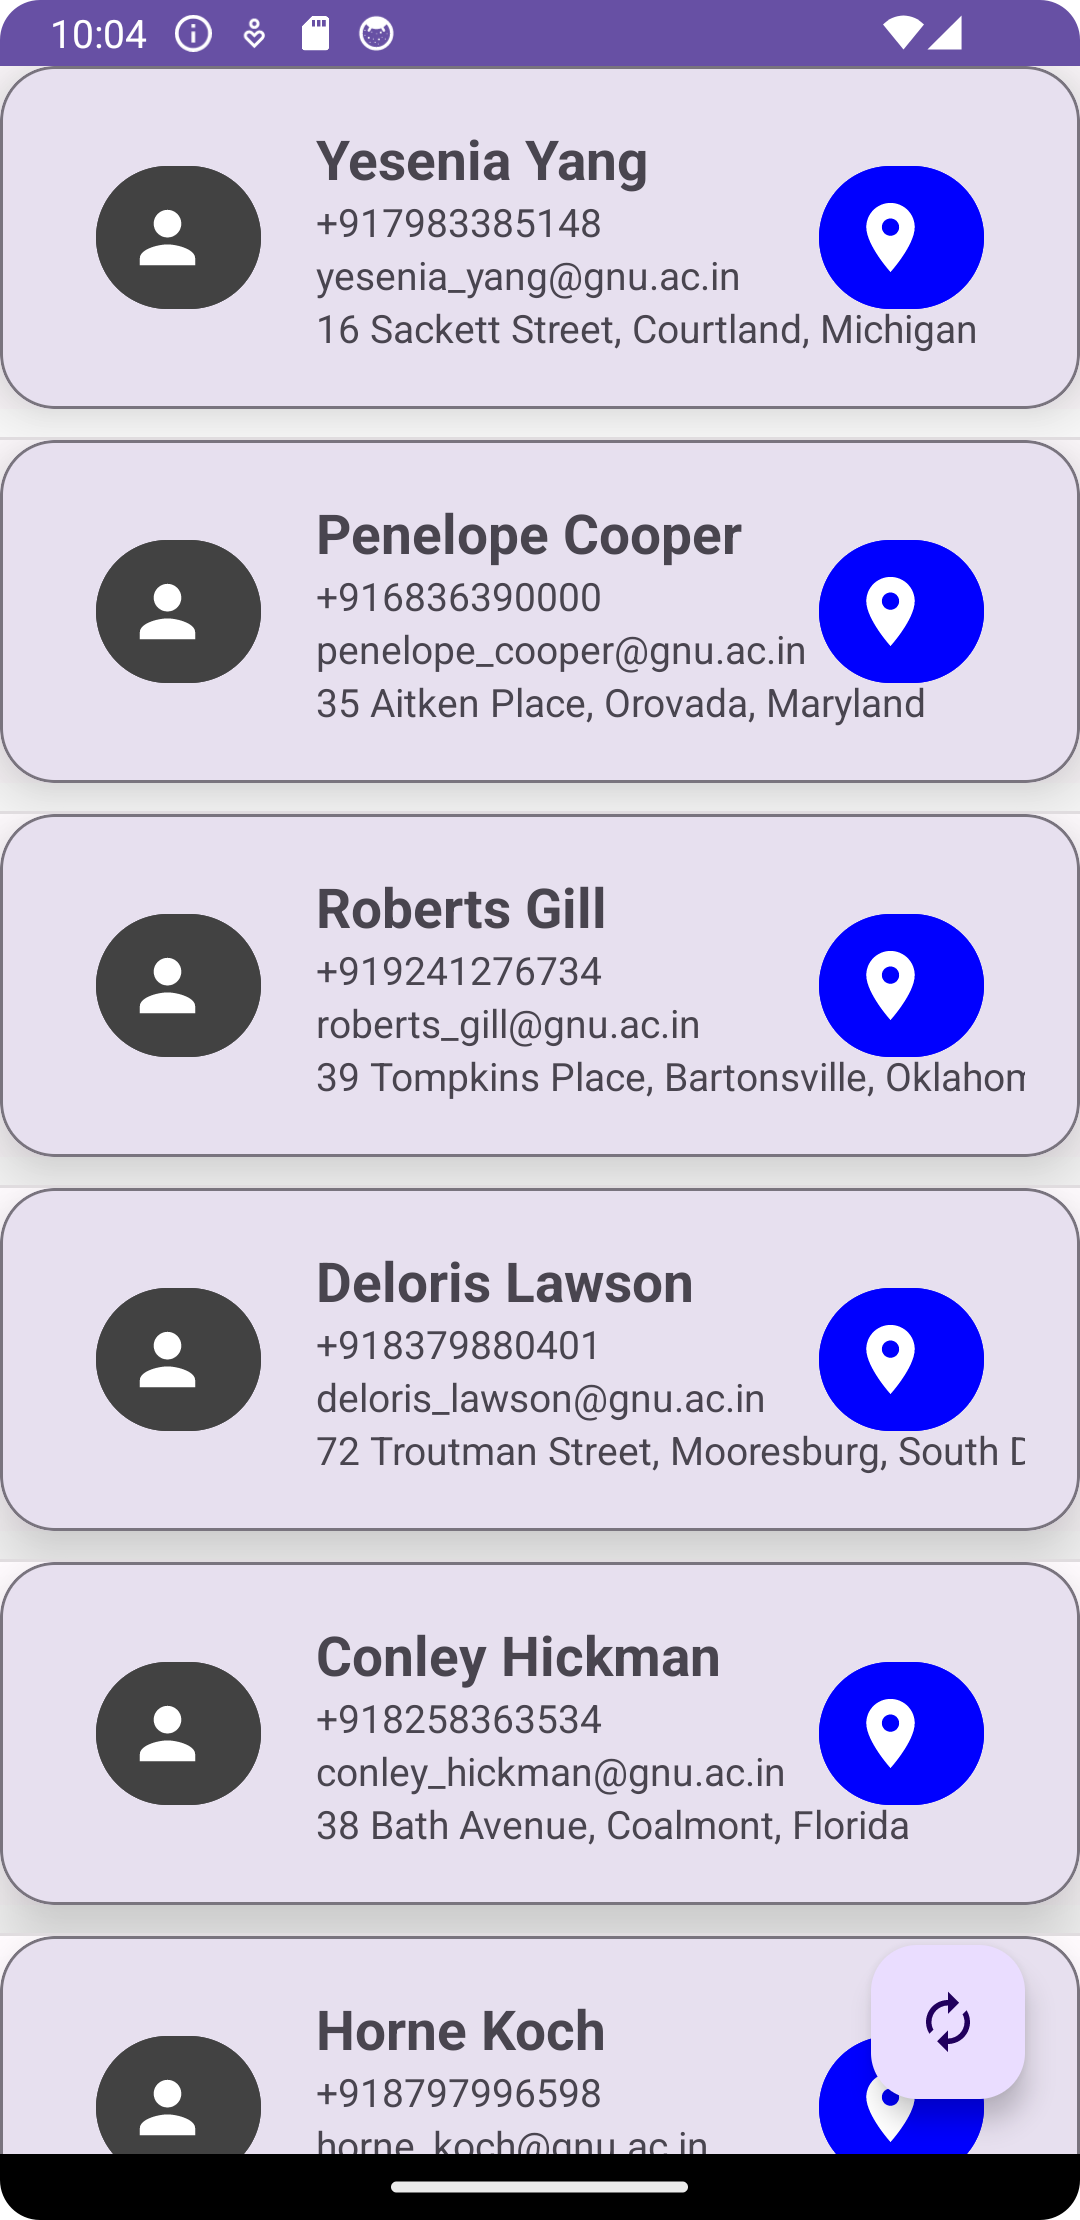 10:04
Yesenia Yang
+917983385148
yesenia_yang@gnu.ac.in
16 Sackett Street, Courtland, Michigan
Penelope Cooper
+916836390000
penelope_cooper@gnu.ac.in
35 Aitken Place, Orovada, Maryland
Roberts Gill
+919241276734
roberts_gill@gnu.ac.in
39 Tompkins Place, Bartonsville,
Deloris Lawson
+918379880401
deloris_lawson@gnu.ac.in
72 Troutman Street, Mooresburg, South
Conley Hickman
+918258363534
conley_hickman@gnu.ac.in
38 Bath Avenue, Coalmont, Florida
Horne Koch
+918797996598
horne_koch@gnu.ac.in